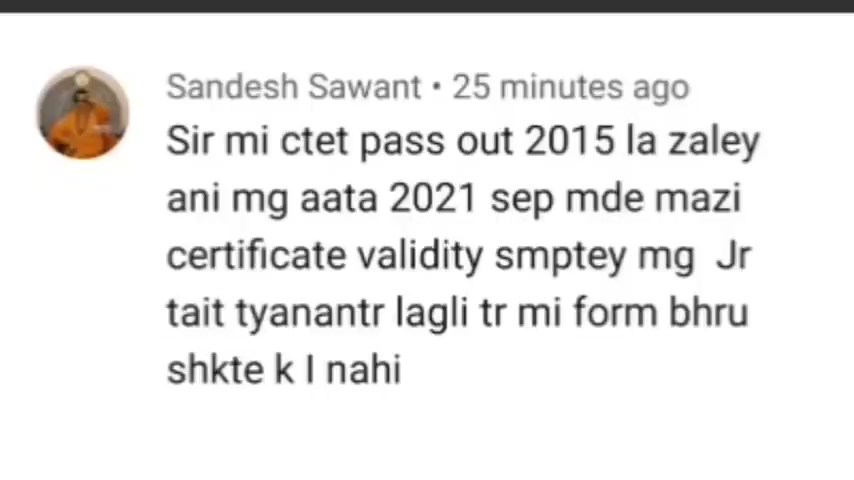 Sandesh Sawant • 25 minutes ago
Sir mi ctet pass out 2015 la zaley
ani mg aata 2021 sep mde mazi
certificate validity smptey mg  Jr
tait tyanantr lagli tr mi form bhru
shkte k I nahi